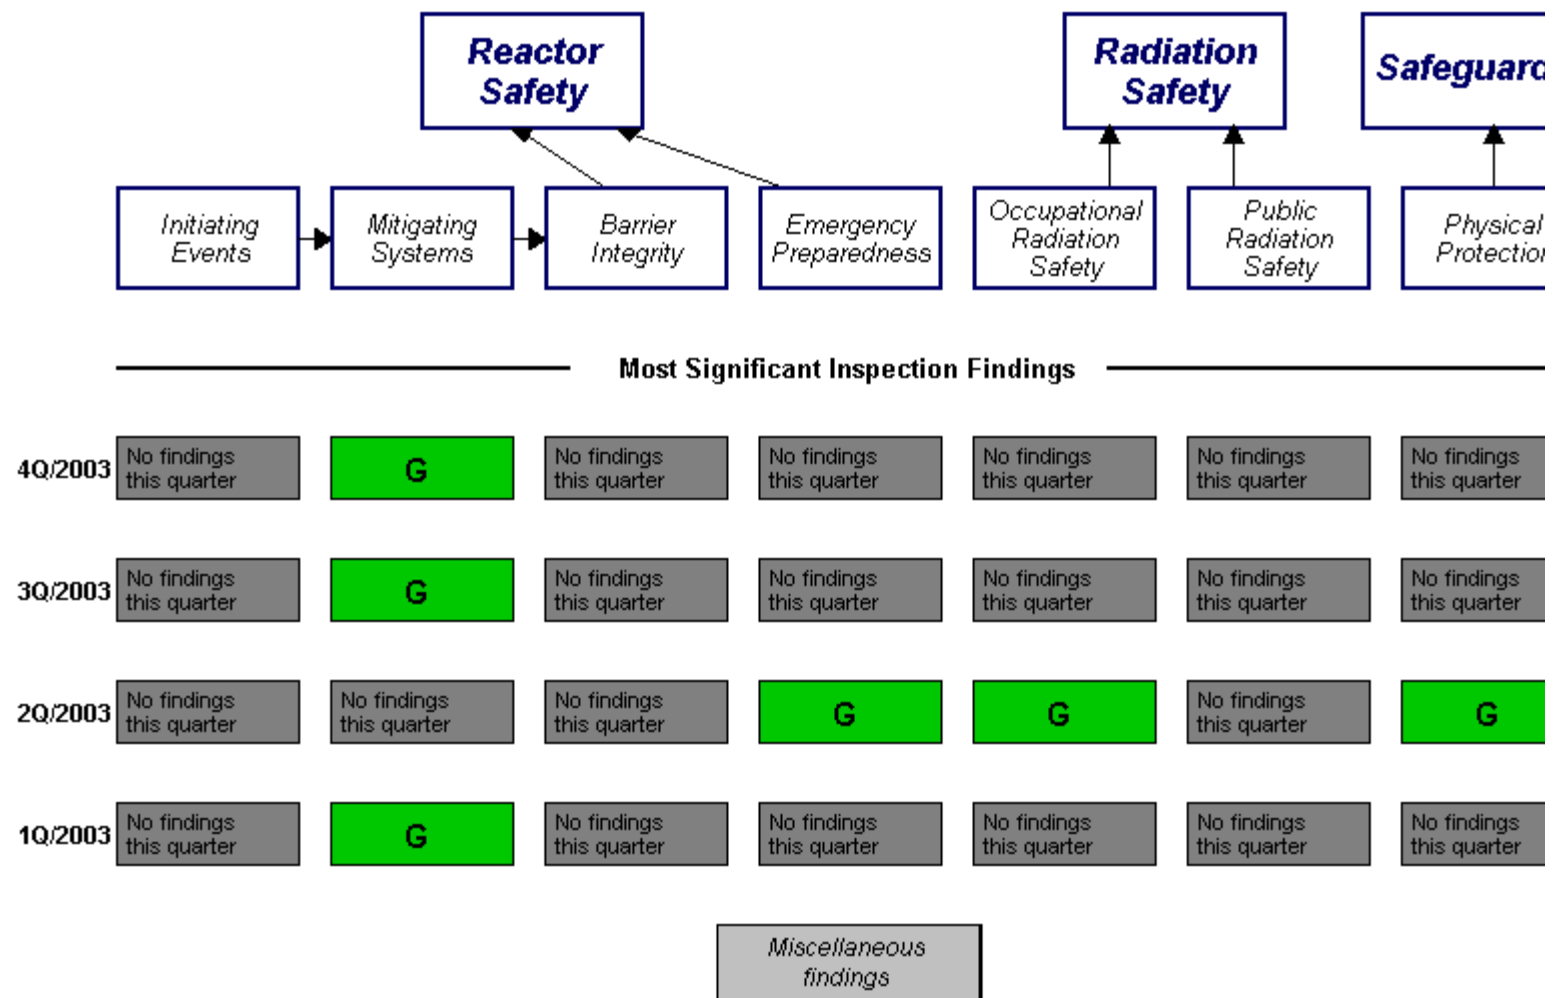 Reactor
Safety
Radiation
Safety
Safeguard
Initiating
Events
Mitigating
Systems
Barrier
Integrity
Emergency
Preparedness
Occupational
Radiation
Safety
Public
Radiation
Safety
Physical
Protection
Most Significant Inspection Findings
4Q/2003
No findings
this quarter
G
No findings
this quarter
No findings
this quarter
No findings
this quarter
No findings
this quarter
No findings
this quarter
3Q/2003
No findings
this quarter
G
No findings
this quarter
No findings
this quarter
No findings
this quarter
No findings
this quarter
No findings
this quarter
2Q/2003
No findings
this quarter
No findings
this quarter
No findings
this quarter
G
G
No findings
this quarter
G
1Q/2003
No findings
this quarter
G
No findings
this quarter
No findings
this quarter
No findings
this quarter
No findings
this quarter
No findings
this quarter
Miscellaneous
findings